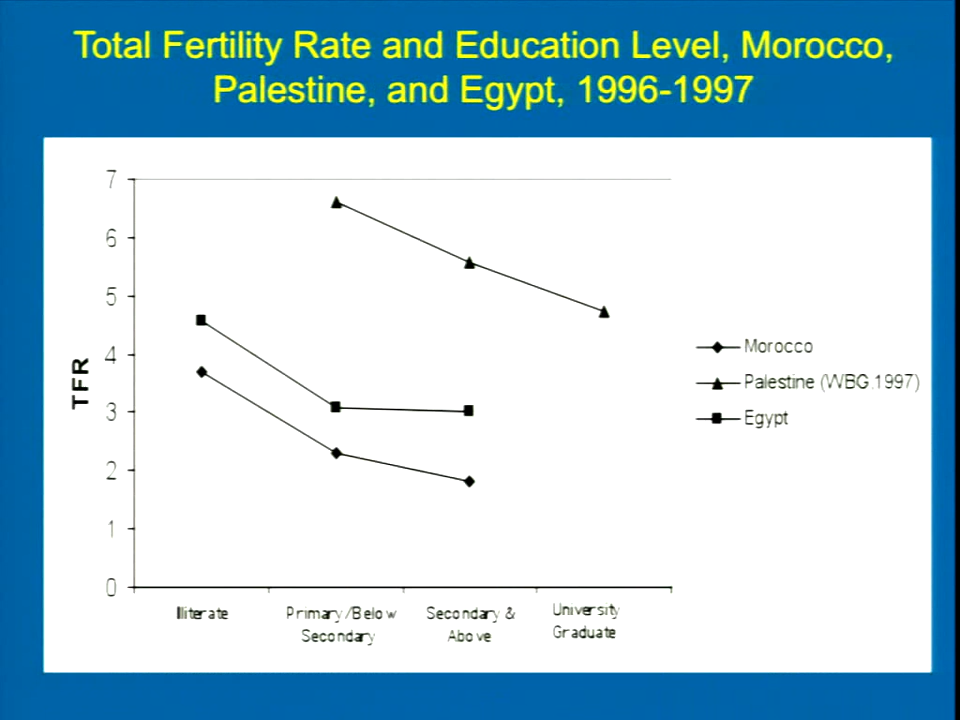 Total Fertility Rate and Education Level, Morocco,
Palestine, and Egypt, 1996-1997
7
6
5
4
3
2
1
0
TFR
Illiterate
Primary/Below
Secondary
Secondary &
Above
University
Graduate
Morocco
Palestine (WBG.1997)
Egypt